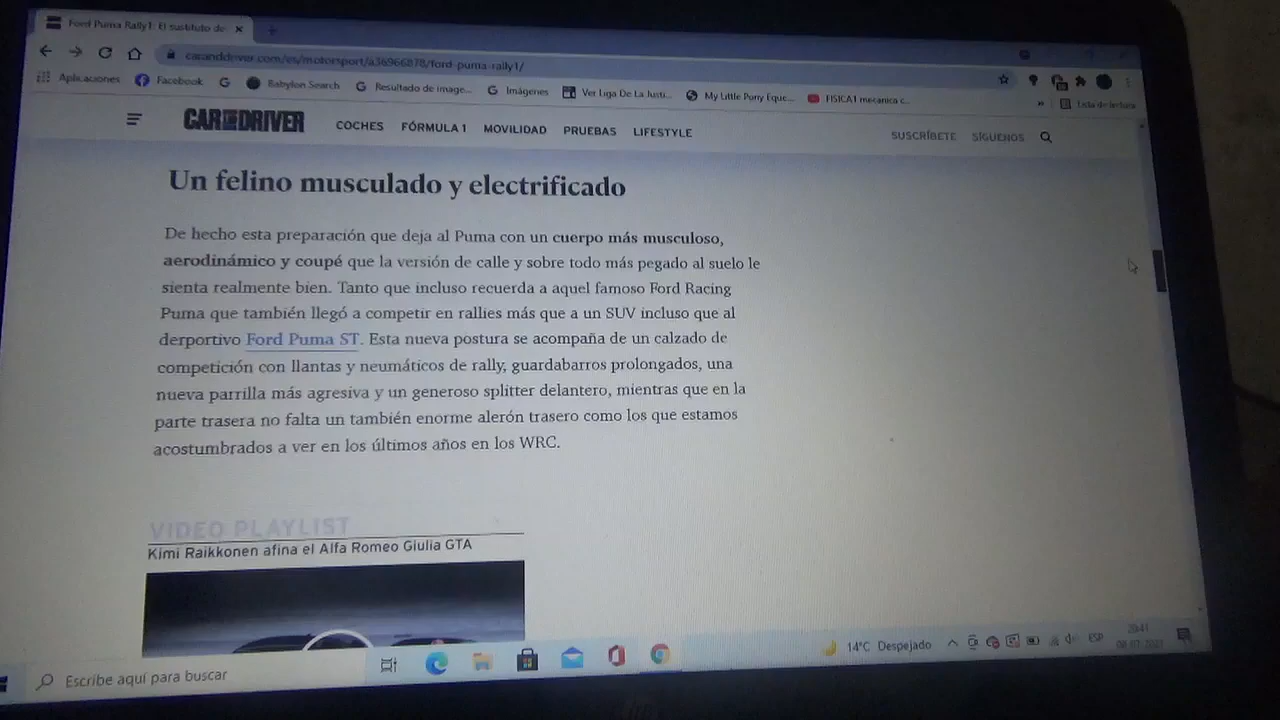 Ford Puma Rally1: El sustituto de
caranddriver.com/es/motorsport/a36966878/ford-puma-rally1/
Aplicaciones Facebook Babylon Search Resultado de image... Imágenes Ver Liga De La Justi... My Little Pony Eque... FISICA1 mecanica c...
» Lista de lectura
CAR AND DRIVER COCHES FÓRMULA 1 MOVILIDAD PRUEBAS LIFESTYLE SUSCRÍBETE SÍGUENOS
Un felino musculado y electrificado
De hecho esta preparación que deja al Puma con un cuerpo más musculoso,
aerodinámico y coupé que la versión de calle y sobre todo más pegado al suelo le
sienta realmente bien. Tanto que incluso recuerda a aquel famoso Ford Racing
Puma que también llegó a competir en rallies más que a un SUV incluso que al
derportivo Ford Puma ST. Esta nueva postura se acompaña de un calzado de
competición con llantas y neumáticos de rally, guardabarros prolongados, una
nueva parrilla más agresiva y un generoso splitter delantero, mientras que en la
parte trasera no falta un también enorme alerón trasero como los que estamos
acostumbrados a ver en los últimos años en los WRC.
VIDEO PLAYLIST
Kimi Raikkonen afina el Alfa Romeo Giulia GTA
Escribe aquí para buscar
14°C Despejado ESP
20:41